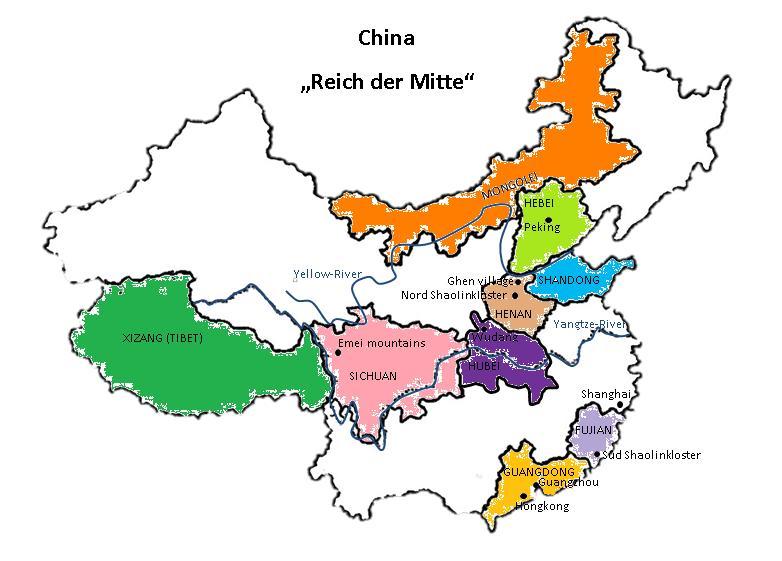 China
„Reich der Mitte“
MONGOLEI
HEBEI
Peking
Yellow-River
Ghen village
SHANDONG
Nord Shaolinkloster
HENAN
Yangtze-River
XIZANG (TIBET)
Wudang
Emei mountains
HUBEI
SICHUAN
Shanghai
FUJIAN
Süd Shaolinkloster
GUANGDONG
Guangzhou
Hongkong